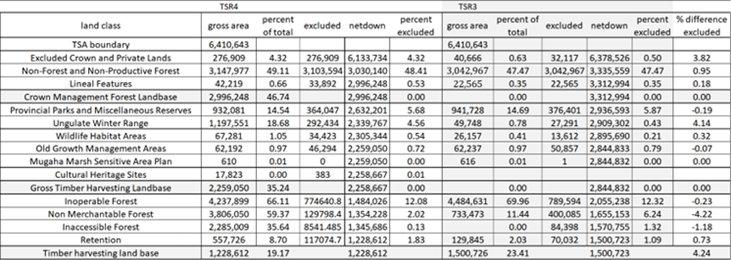 TSR4 TSR3
land class gross area percent of total excluded netdown percent excluded gross area percent of total excluded netdown percent excluded % difference excluded
TSA boundary 6,410,643 6,410,643
Excluded Crown and Private Lands 276,909 4.32 276,909 6,133,734 4.32 40,666 0.63 32,117 6,378,526 0.50 3.82
Non-Forest and Non-Productive Forest 3,147,977 49.11 3,103,594 3,030,140 48.41 3,042,967 47.47 3,042,967 3,335,559 47.47 0.95
Lineal Features 42,219 0.66 33,892 2,996,248 0.53 22,565 0.35 22,565 3,312,994 0.35 0.18
Crown Management Forest Landbase 2,996,248 46.74 2,996,248 0.00 0.00 3,312,994 0.00 0.00
Provincial Parks and Miscellaneous Reserves 932,081 14.54 364,047 2,632,201 5.68 941,728 14.69 376,401 2,936,593 5.87 -0.19
Ungulate Winter Range 1,197,551 18.68 292,434 2,339,767 4.56 49,748 0.78 27,291 2,909,302 0.43 4.14
Wildlife Habitat Areas 67,281 1.05 34,423 2,305,344 0.54 26,157 0.41 13,612 2,895,690 0.21 0.32
Old Growth Management Areas 62,192 0.97 46,294 2,259,050 0.72 62,237 0.97 50,857 2,844,833 0.79 -0.07
Mugaha Marsh Sensitive Area Plan 610 0.01 0 2,259,050 0.00 616 0.01 1 2,844,832 0.00 0.00
Cultural Heritage Sites 17,823 0.00 383 2,258,667 0.01
Gross Timber Harvesting Landbase 2,259,050 35.24 2,258,667 0.00 0.00 2,844,832 0.00 0.00
Inoperable Forest 4,237,899 66.11 774640.8 1,484,026 12.08 4,484,631 69.96 789,594 2,055,238 12.32 -0.23
Non Merchantable Forest 3,806,050 59.37 129798.4 1,354,228 2.02 733,473 11.44 400,085 1,655,153 6.24 -4.22
Inaccessible Forest 2,285,009 35.64 8541.485 1,345,686 0.13 0.00 84,398 1,570,755 1.32 -1.18
Retention 557,726 8.70 117074.7 1,228,612 1.83 129,845 2.03 70,032 1,500,723 1.09 0.73
Timber harvesting land base 1,228,612 19.17 1,228,612 1,500,726 23.41 1,500,723 4.24